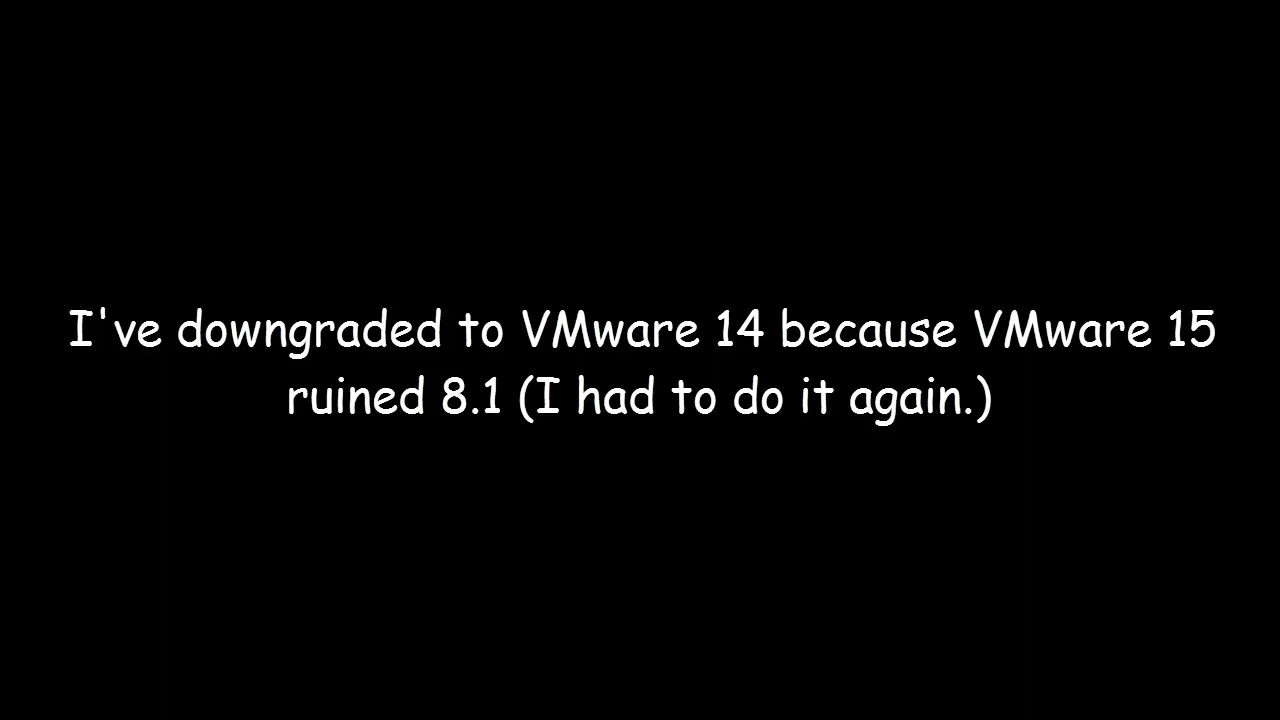 I've downgraded to VMware 14 because VMware 15
ruined 8.1 (I had to do it again.)